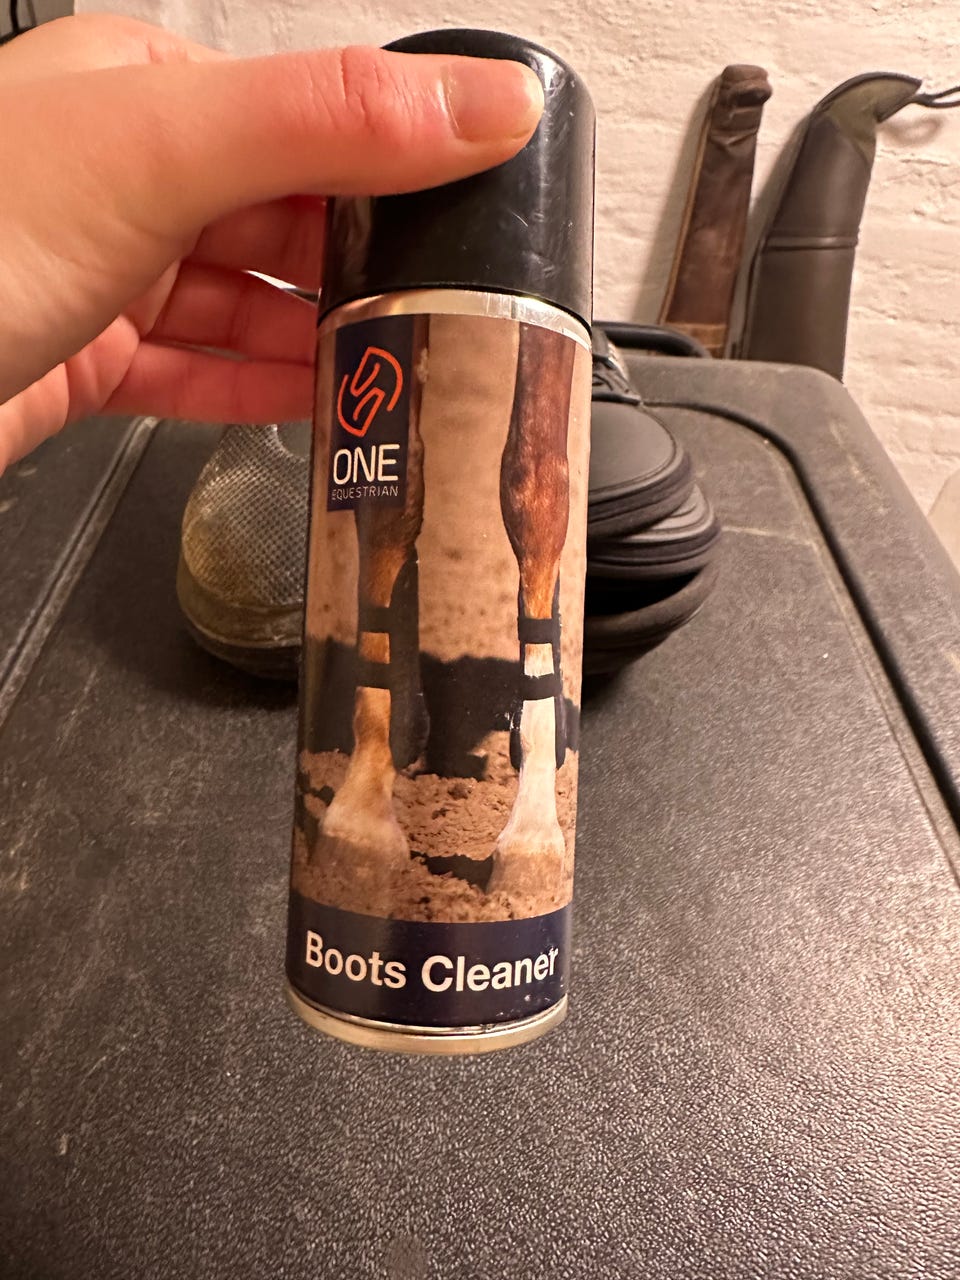 ONE
EQUESTRIAN
Boots Cleaner